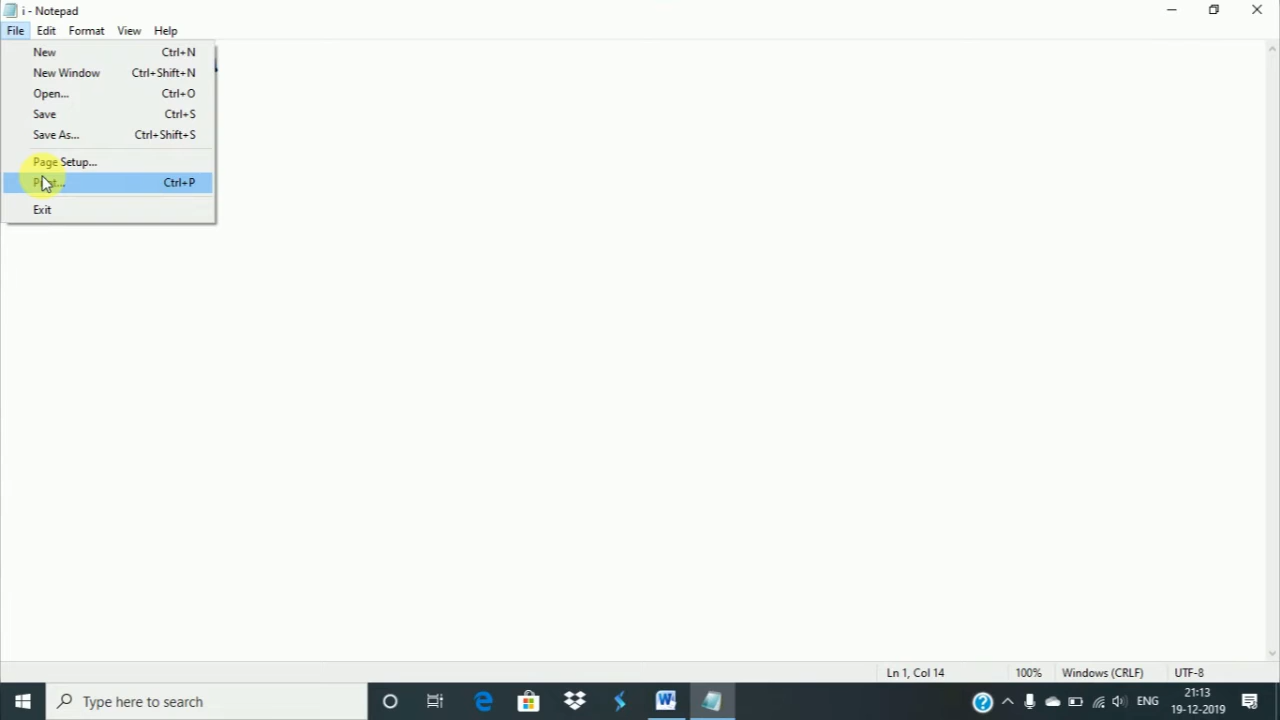 i - Notepad
File Edit Format View Help
New Ctrl+N
New Window Ctrl+Shift+N
Open... Ctrl+O
Save Ctrl+S
Save As... Ctrl+Shift+S
Page Setup...
Print... Ctrl+P
Exit
Ln 1, Col 14 100% Windows (CRLF) UTF-8
Type here to search
ENG
21:13
19-12-2019